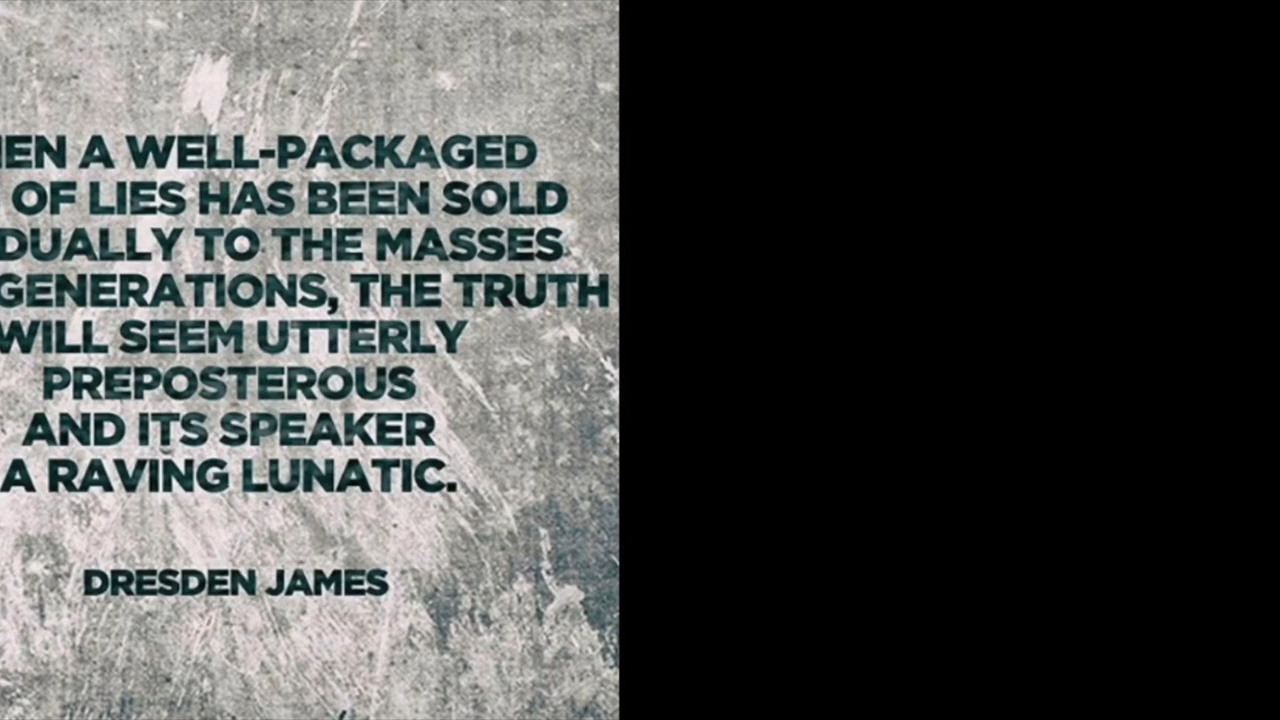 EN A WELL-PACKAGED
OF LIES HAS BEEN SOLD
DUALLY TO THE MASSES
GENERATIONS, THE TRUTH
WILL SEEM UTTERLY
PREPOSTEROUS
AND ITS SPEAKER
A RAVING LUNATIC.
DRESDEN JAMES